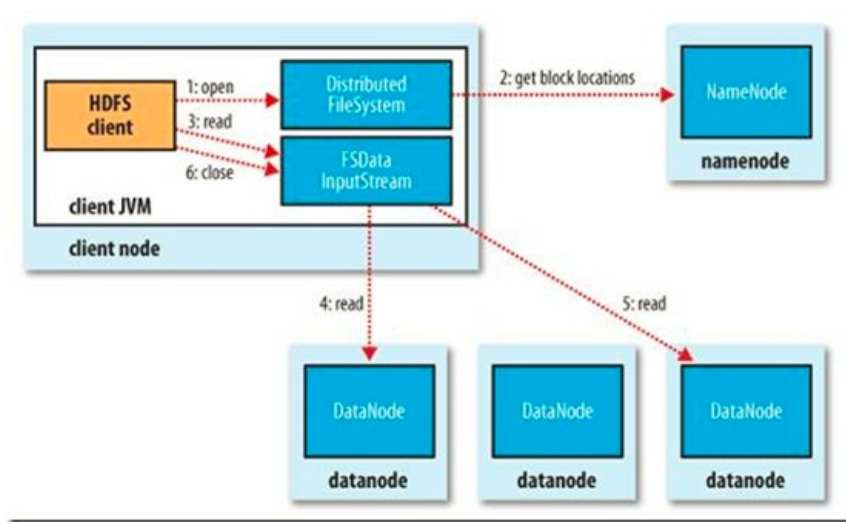 HDFS
client
1: open
3: read
6: close
Distributed
FileSystem
FSData
InputStream
client JVM
client node
2: get block locations
NameNode
namenode
4: read
5: read
DataNode
datanode
DataNode
datanode
DataNode
datanode